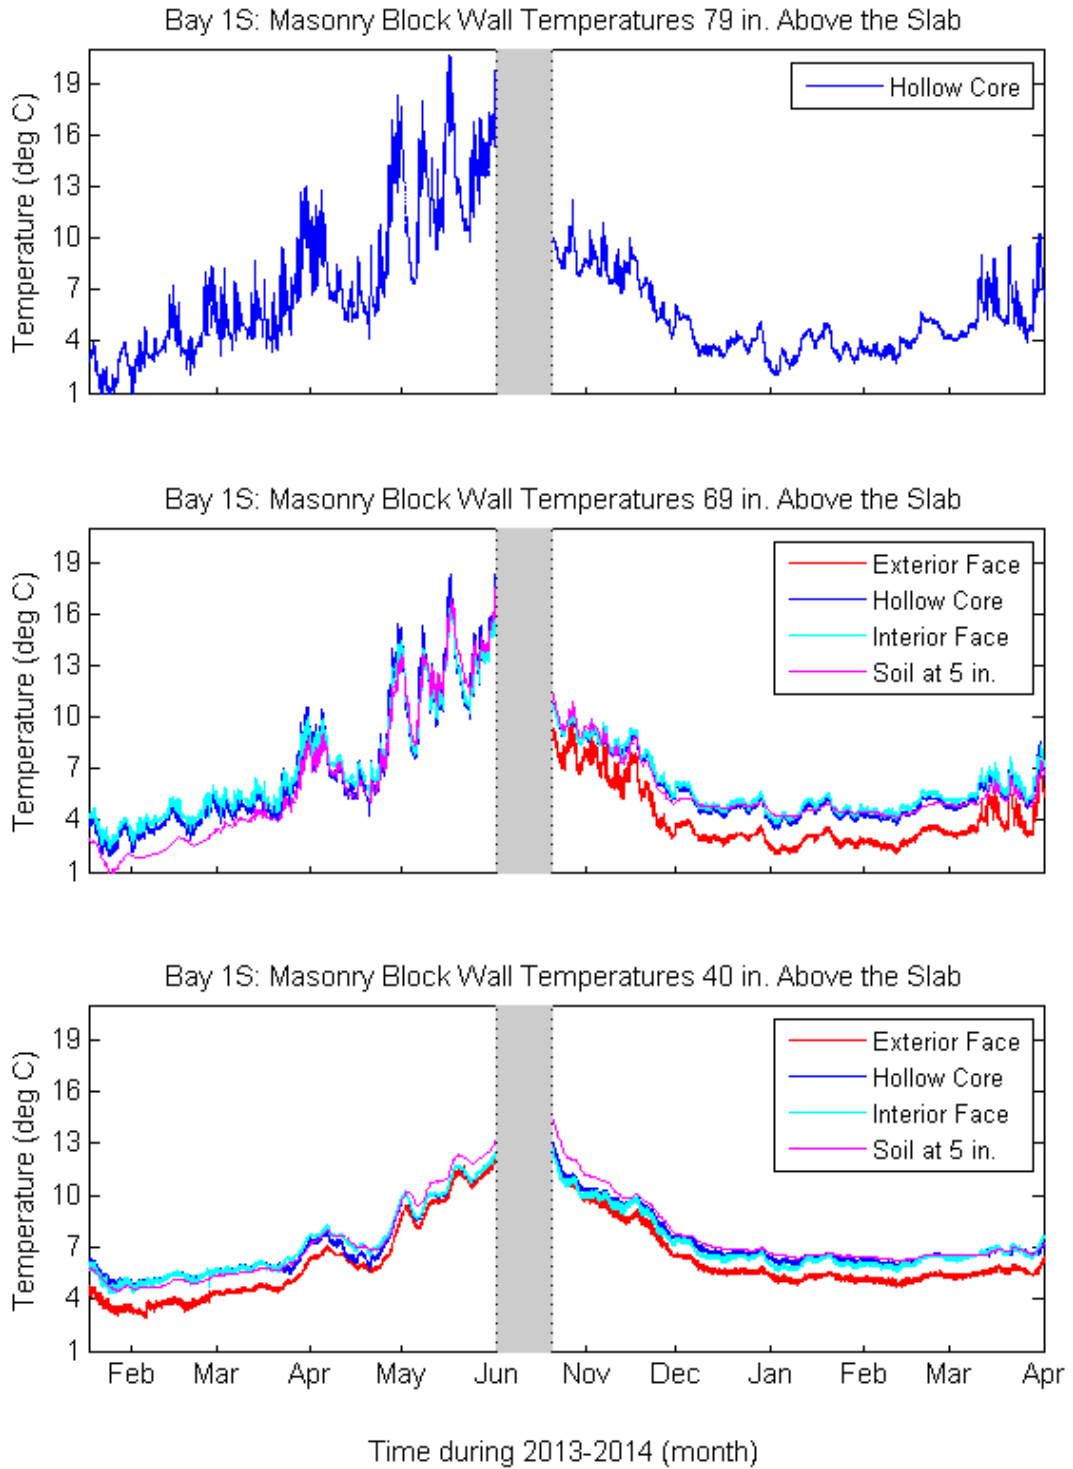 Bay 1S: Masonry Block Wall Temperatures 79 in. Above the Slab
19
16
13
10
7
4
1
Temperature (deg C)
Hollow Core
Bay 1S: Masonry Block Wall Temperatures 69 in. Above the Slab
19
16
13
10
7
4
1
Temperature (deg C)
Exterior Face
Hollow Core
Interior Face
Soil at 5 in.
Bay 1S: Masonry Block Wall Temperatures 40 in. Above the Slab
19
16
13
10
7
4
1
Temperature (deg C)
Exterior Face
Hollow Core
Interior Face
Soil at 5 in.
Feb Mar Apr May Jun Nov Dec Jan Feb Mar Apr
Time during 2013-2014 (month)